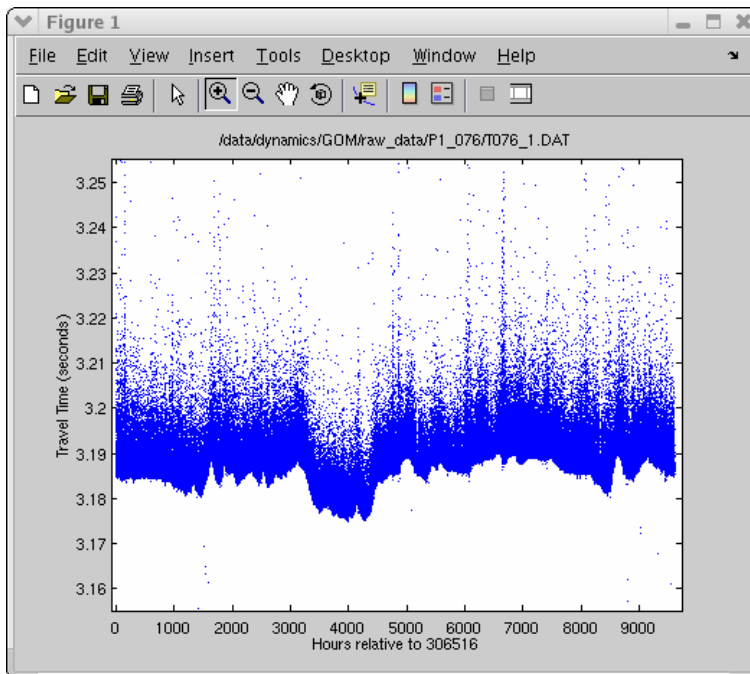 Figure 1
File Edit View Insert Tools Desktop Window Help
/data/dynamics/GOM/raw_data/P1_076/T076_1.DAT
3.25
3.24
3.23
3.22
3.21
3.2
3.19
3.18
3.17
3.16
Travel Time (seconds)
0 1000 2000 3000 4000 5000 6000 7000 8000 9000
Hours relative to 306516